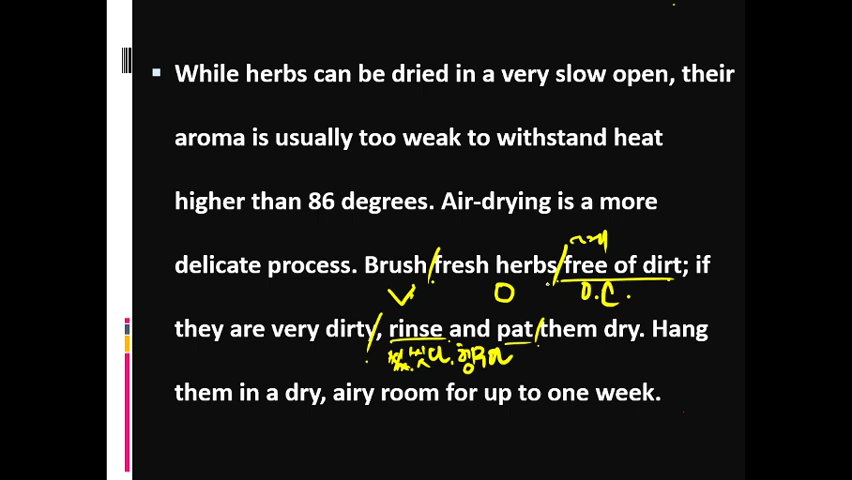 While herbs can be dried in a very slow open, their
aroma is usually too weak to withstand heat
higher than 86 degrees. Air-drying is a more
delicate process. Brush fresh herbs free of dirt; if
V O O.C.
they are very dirty, rinse and pat them dry. Hang
them in a dry, airy room for up to one week.